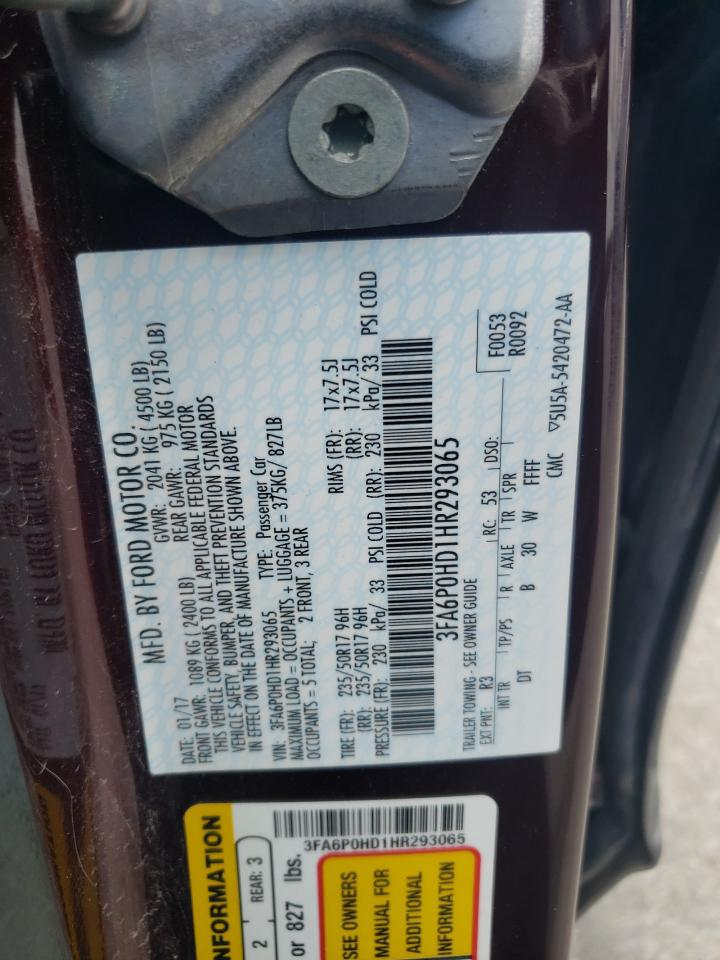 MFD. BY FORD MOTOR CO.
DATE: 01/17 GVWR: 2041 KG ( 4500 LB)
FRONT GAWR: 1089 KG ( 2400 LB) REAR GAWR: 975 KG ( 2150 LB)
THIS VEHICLE CONFORMS TO ALL APPLICABLE FEDERAL MOTOR
VEHICLE SAFETY, BUMPER, AND THEFT PREVENTION STANDARDS
IN EFFECT ON THE DATE OF MANUFACTURE SHOWN ABOVE.
VIN: 3FA6P0HD1HR293065 TYPE: Passenger Car
MAXIMUM LOAD = OCCUPANTS + LUGGAGE = 375KG/ 827LB
OCCUPANTS = 5 TOTAL; 2 FRONT, 3 REAR
TIRE (FR): 235/50R17 96H RIMS (FR): 17x7.5J
(RR): 235/50R17 96H (RR): 17x7.5J
PRESSURE (FR): 230 kPa/ 33 PSI COLD (RR): 230 kPa/ 33 PSI COLD
3FA6P0HD1HR293065
TRAILER TOWING - SEE OWNER GUIDE F0053
EXT PNT: R3 RC: 53 DSO: R0092
INT TR TP/PS R AXLE TR SPR
DT B 30 W FFFF
CMC ▽5U5A-5420472-AA
NFORMATION
2 REAR: 3
or 827 lbs.
3FA6P0HD1HR293065
SEE OWNERS
MANUAL FOR
ADDITIONAL
INFORMATION